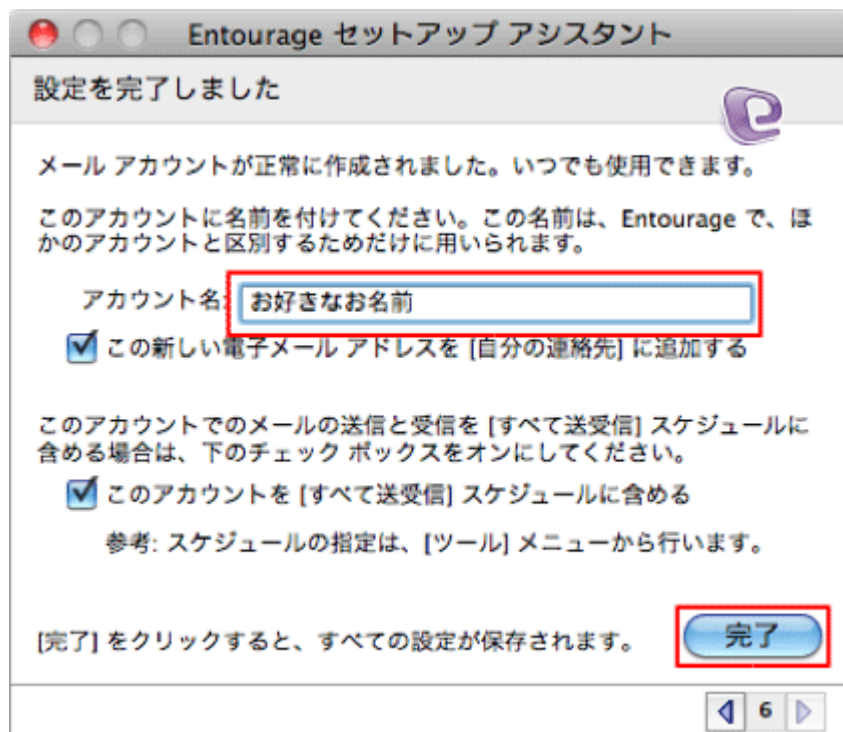 Entourage セットアップ アシスタント
設定を完了しました
メール アカウントが正常に作成されました。いつでも使用できます。
このアカウントに名前を付けてください。この名前は、Entourage で、ほ
かのアカウントと区別するためだけに用いられます。
アカウント名: お好きなお名前
この新しい電子メール アドレスを [自分の連絡先] に追加する
このアカウントでのメールの送信と受信を [すべて送受信] スケジュールに
含める場合は、下のチェック ボックスをオンにしてください。
このアカウントを [すべて送受信] スケジュールに含める
参考: スケジュールの指定は、[ツール] メニューから行います。
[完了] をクリックすると、すべての設定が保存されます。 完了
6